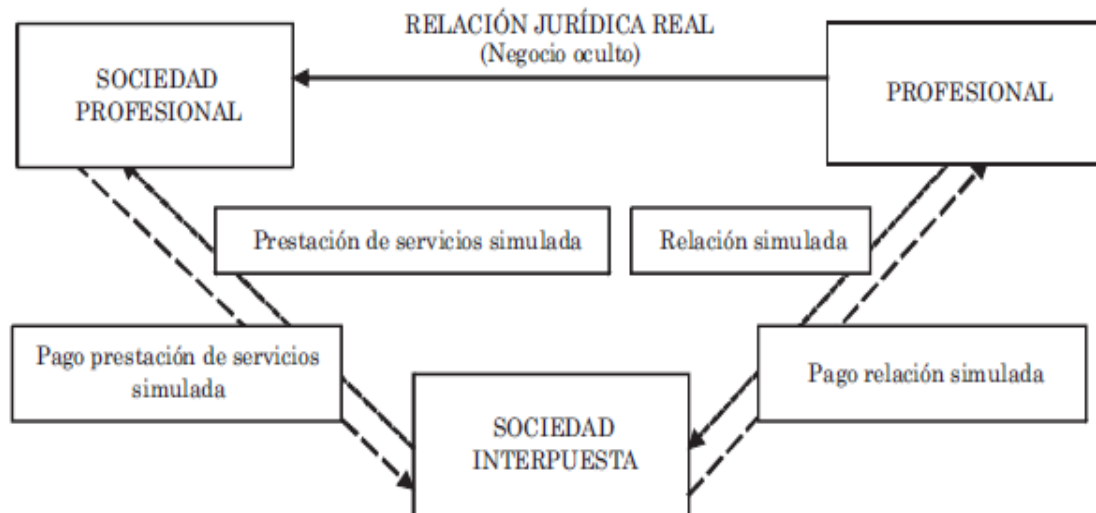 RELACIÓN JURÍDICA REAL
(Negocio oculto)
SOCIEDAD
PROFESIONAL
PROFESIONAL
Prestación de servicios simulada
Relación simulada
Pago prestación de servicios
simulada
Pago relación simulada
SOCIEDAD
INTERPUESTA